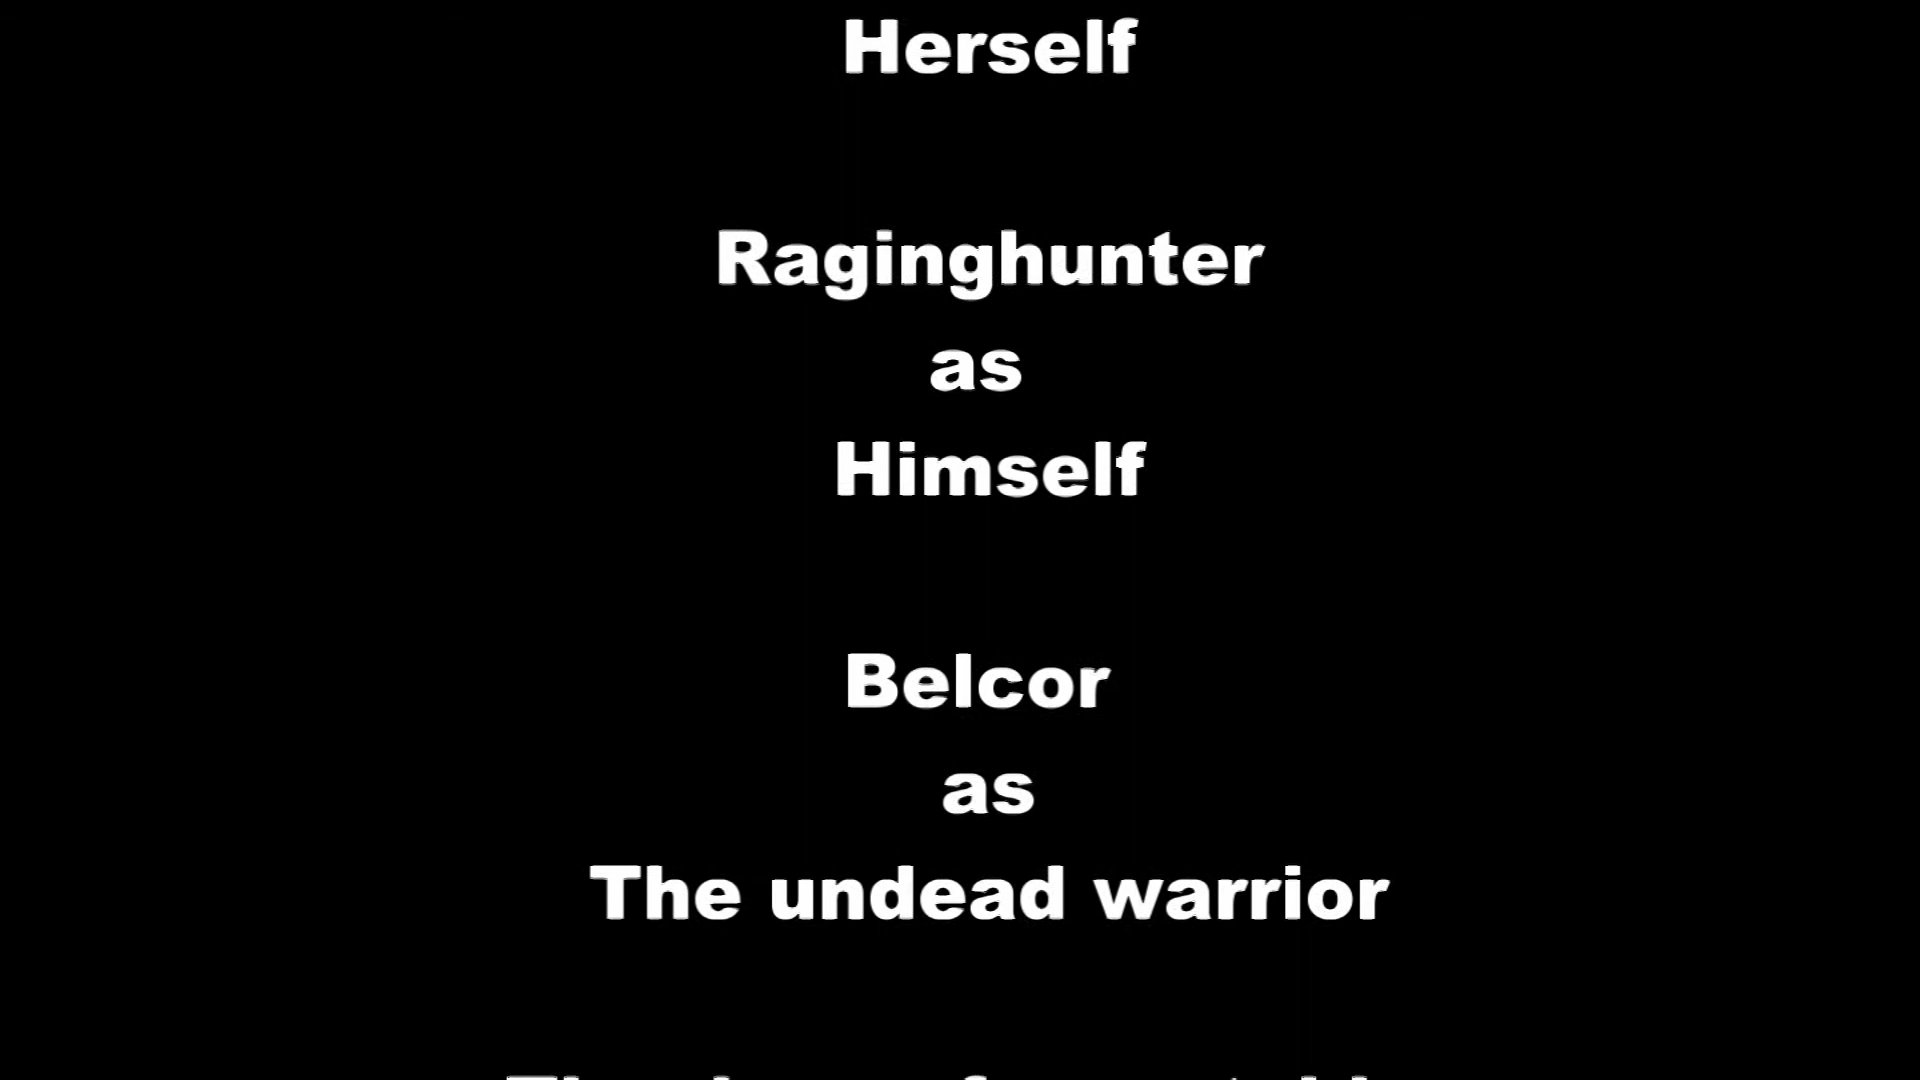 Herself
Raginghunter
as
Himself
Belcor
as
The undead warrior